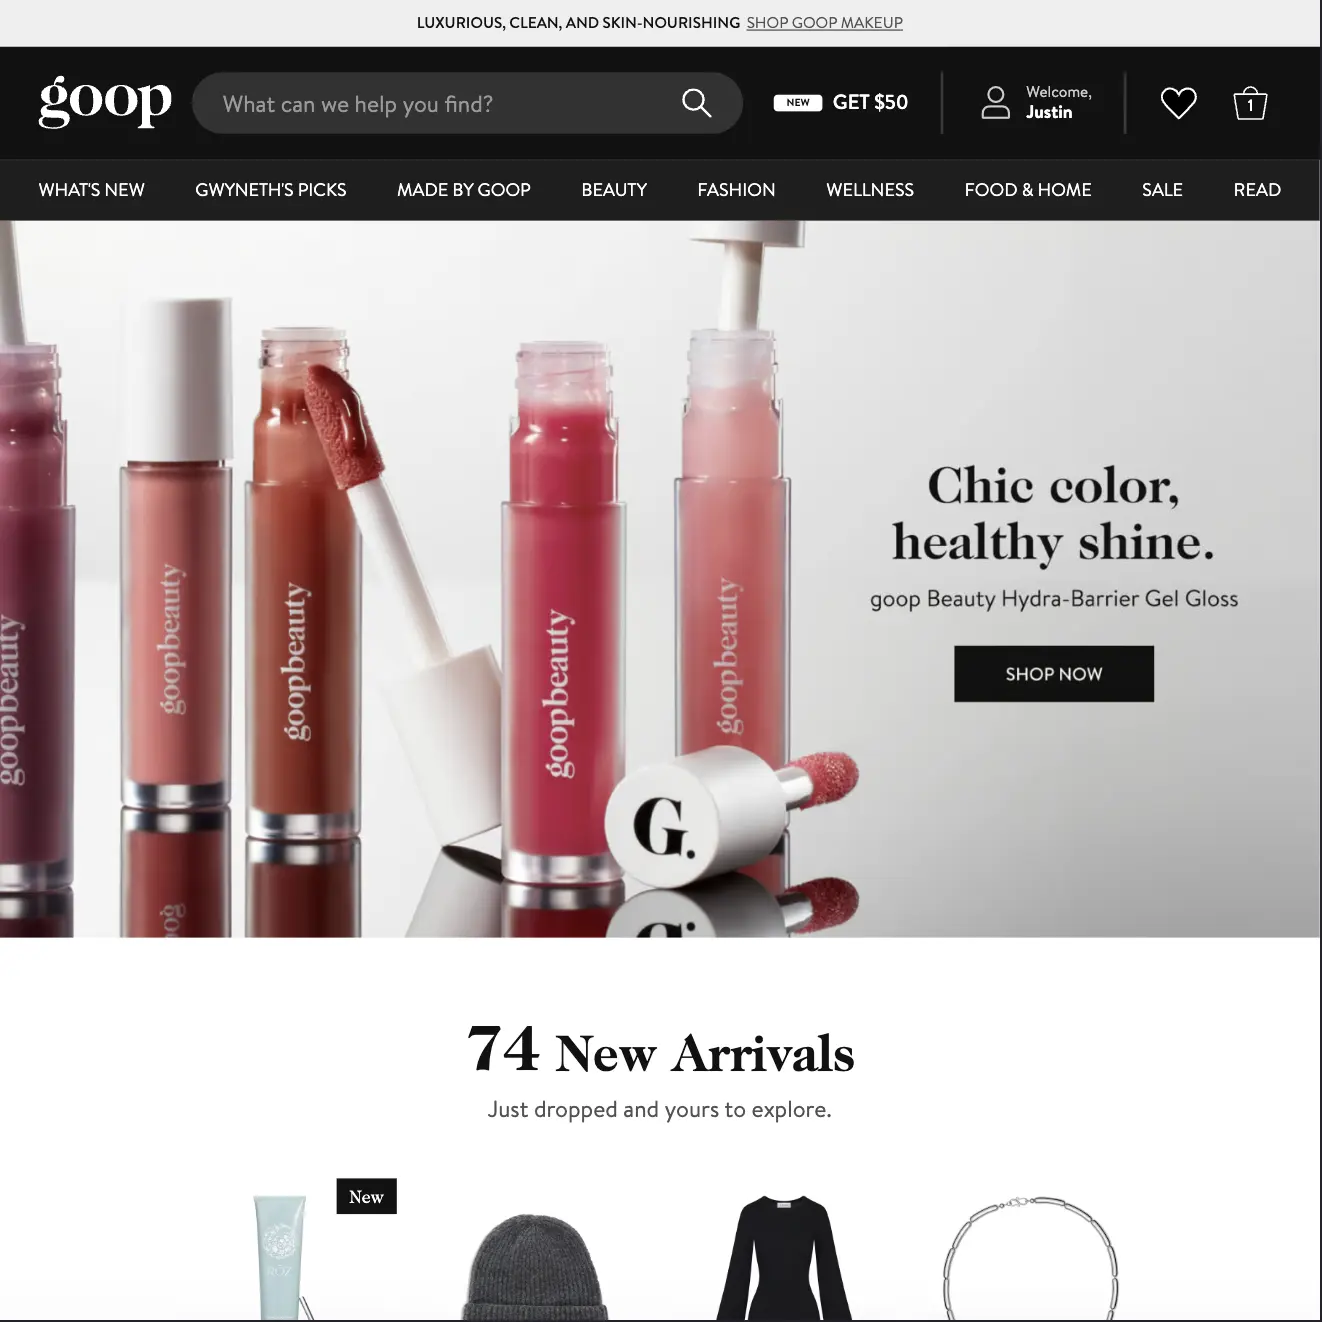 LUXURIOUS, CLEAN, AND SKIN-NOURISHING SHOP GOOP MAKEUP
goop
What can we help you find?
NEW GET $50
Welcome,
Justin
1
WHAT'S NEW GWYNETH'S PICKS MADE BY GOOP BEAUTY FASHION WELLNESS FOOD & HOME SALE READ
goopbeauty
goopbeauty
goopbeauty
goopbeauty
goopbeauty
G.
Chic color,
healthy shine.
goop Beauty Hydra-Barrier Gel Gloss
SHOP NOW
74 New Arrivals
Just dropped and yours to explore.
New